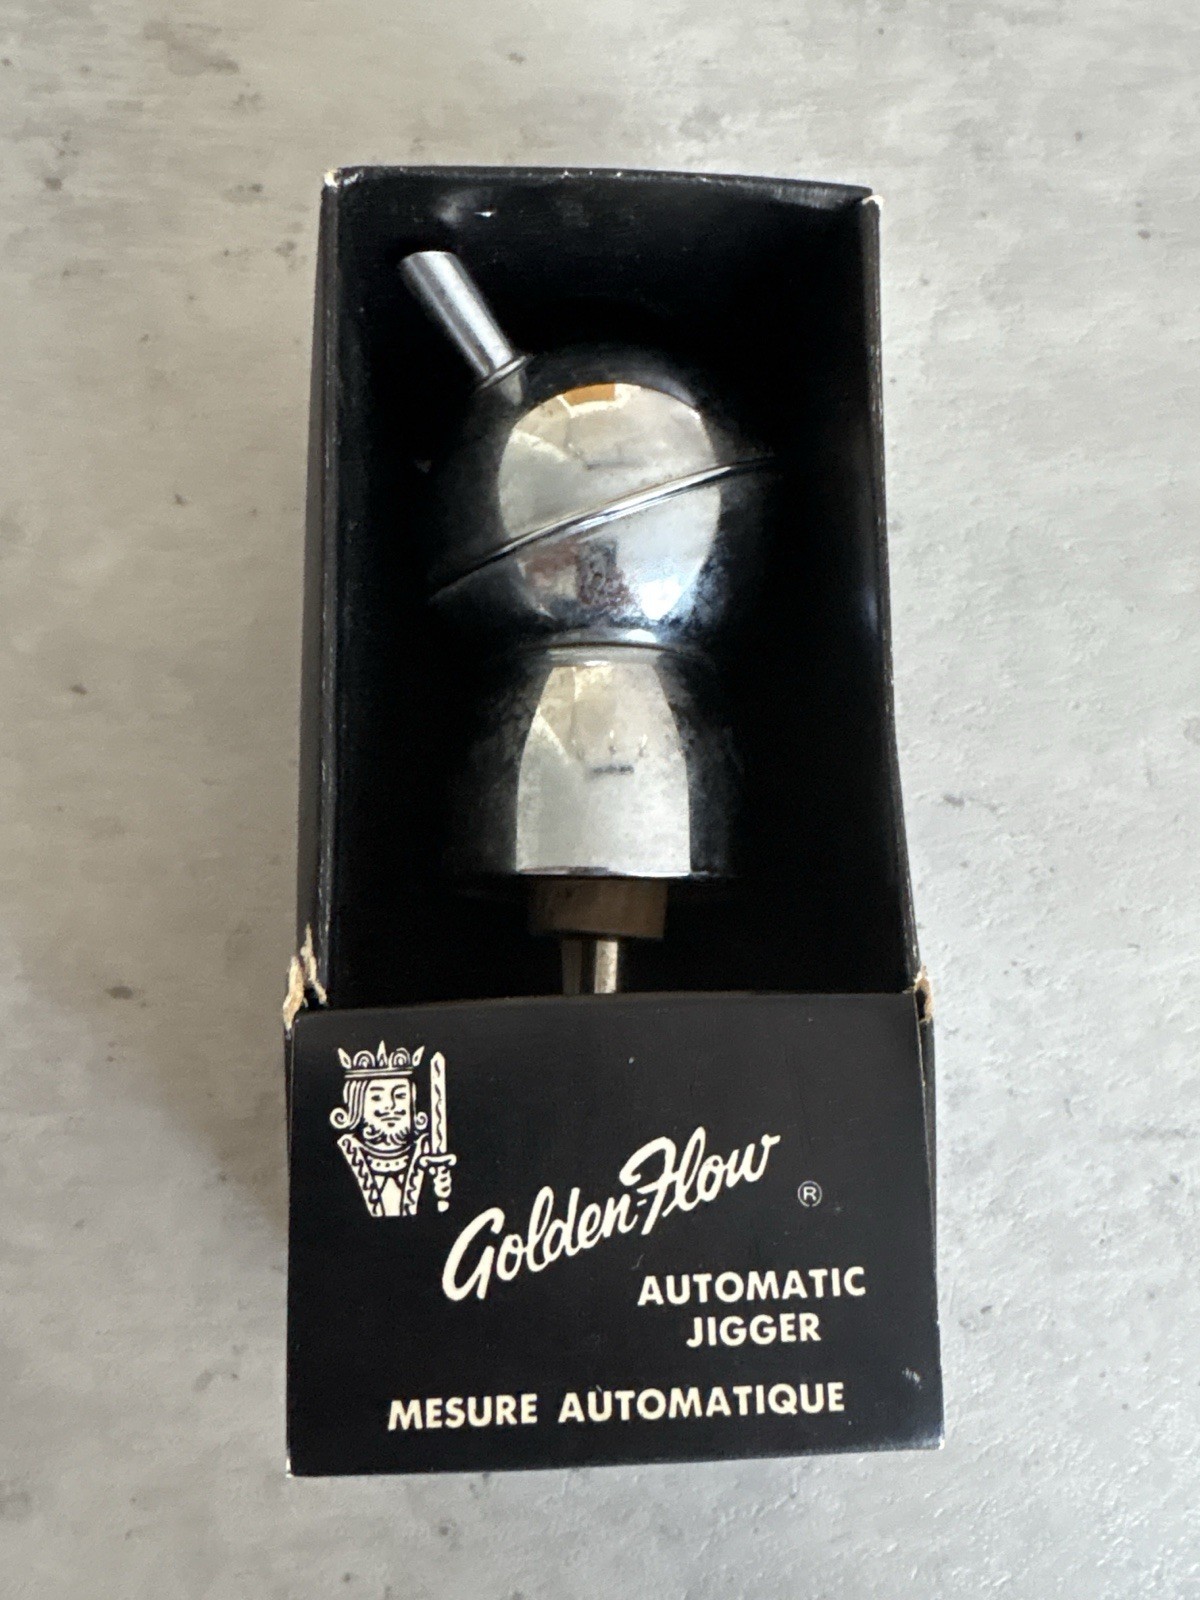 Golden-Flow ®
AUTOMATIC
JIGGER
MESURE AUTOMATIQUE